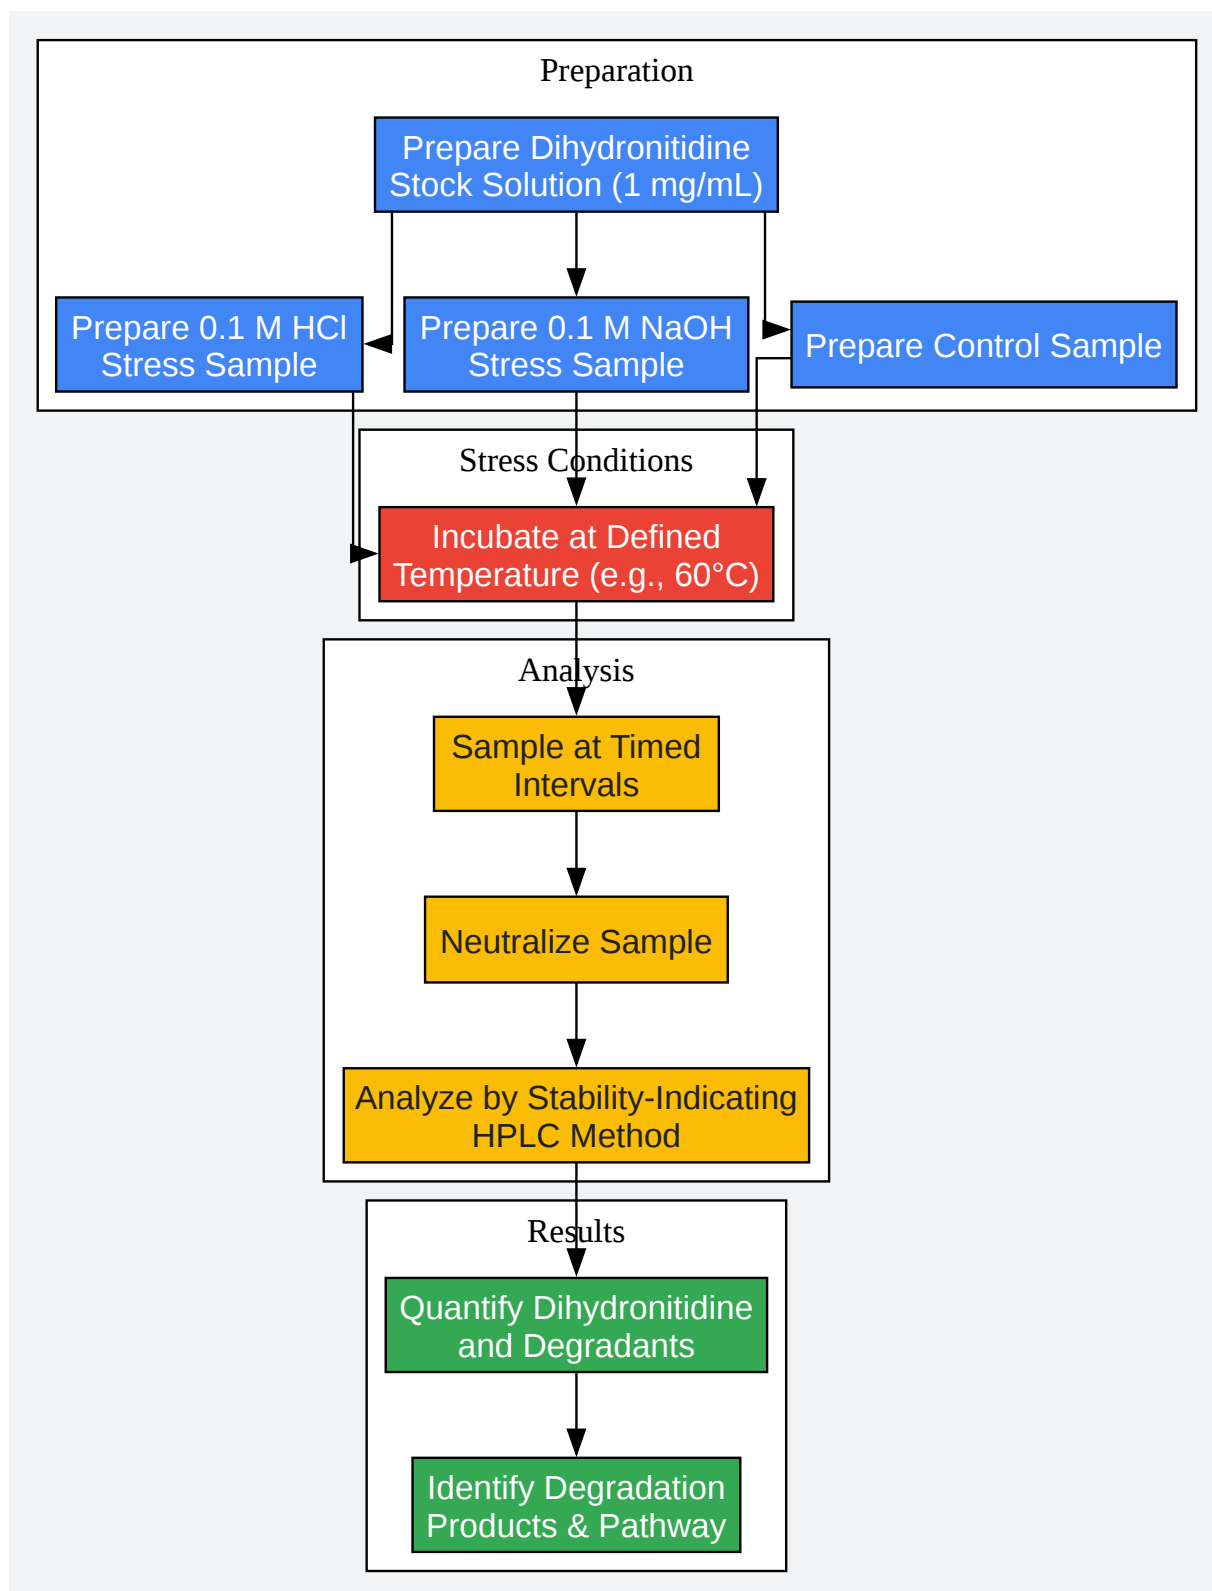 Preparation
Prepare Dihydronitidine
Stock Solution (1 mg/mL)
Prepare 0.1 M HCl
Stress Sample
Prepare 0.1 M NaOH
Stress Sample
Prepare Control Sample
Stress Conditions
Incubate at Defined
Temperature (e.g., 60°C)
Analysis
Sample at Timed
Intervals
Neutralize Sample
Analyze by Stability-Indicating
HPLC Method
Results
Quantify Dihydronitidine
and Degradants
Identify Degradation
Products & Pathway